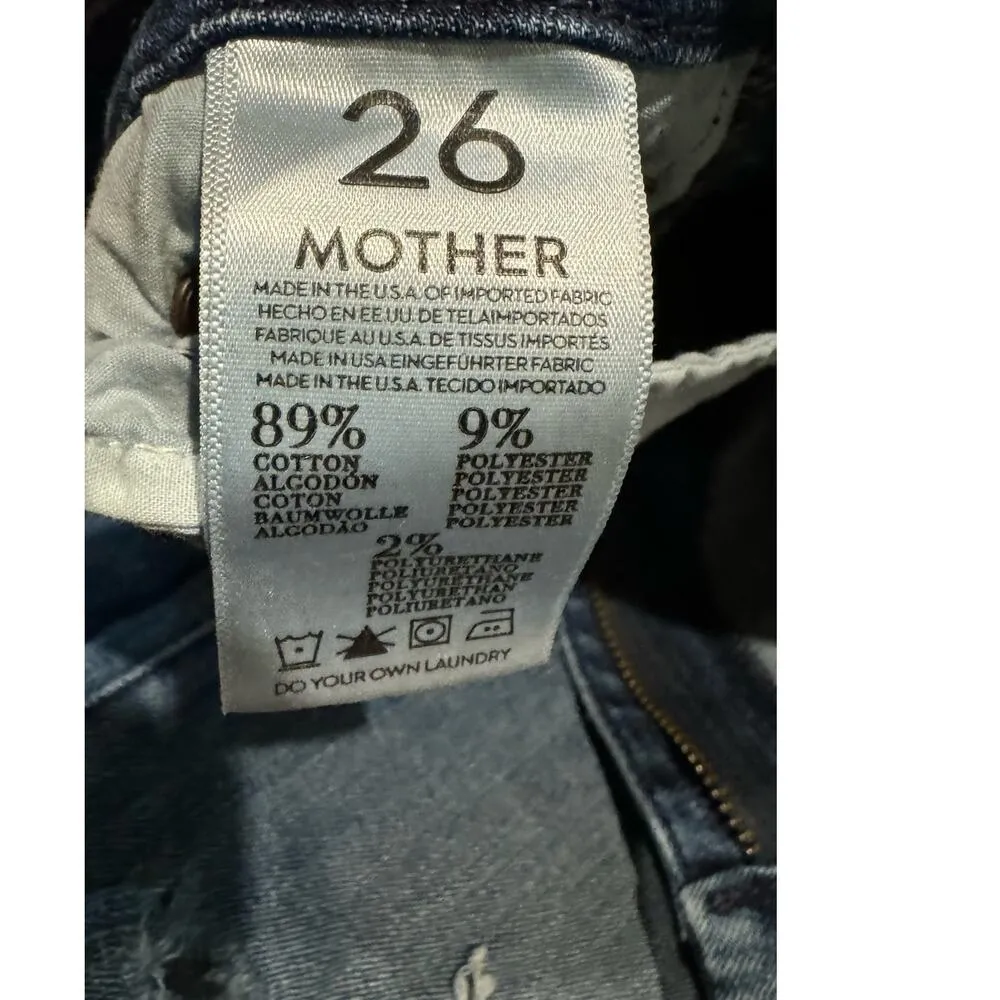 26
MOTHER
MADE IN THE U.S.A. OF IMPORTED FABRIC
HECHO EN EE UU. DE TELAIMPORTADOS
FABRIQUE AU U.S.A. DE TISSUS IMPORTÉS
MADE IN USA EINGEFÜHRTER FABRIC
MADE IN THE U.S.A. TECIDO IMPORTADO
89%
COTTON
ALGODÓN
COTON
BAUMWOLLE
ALGODÃO
9%
POLYESTER
POLYESTER
POLYESTER
POLYESTER
POLYESTER
2%
POLYURETHANE
POLIURETANO
POLYURETHANE
POLYURETHAN
POLIURETANO
DO YOUR OWN LAUNDRY